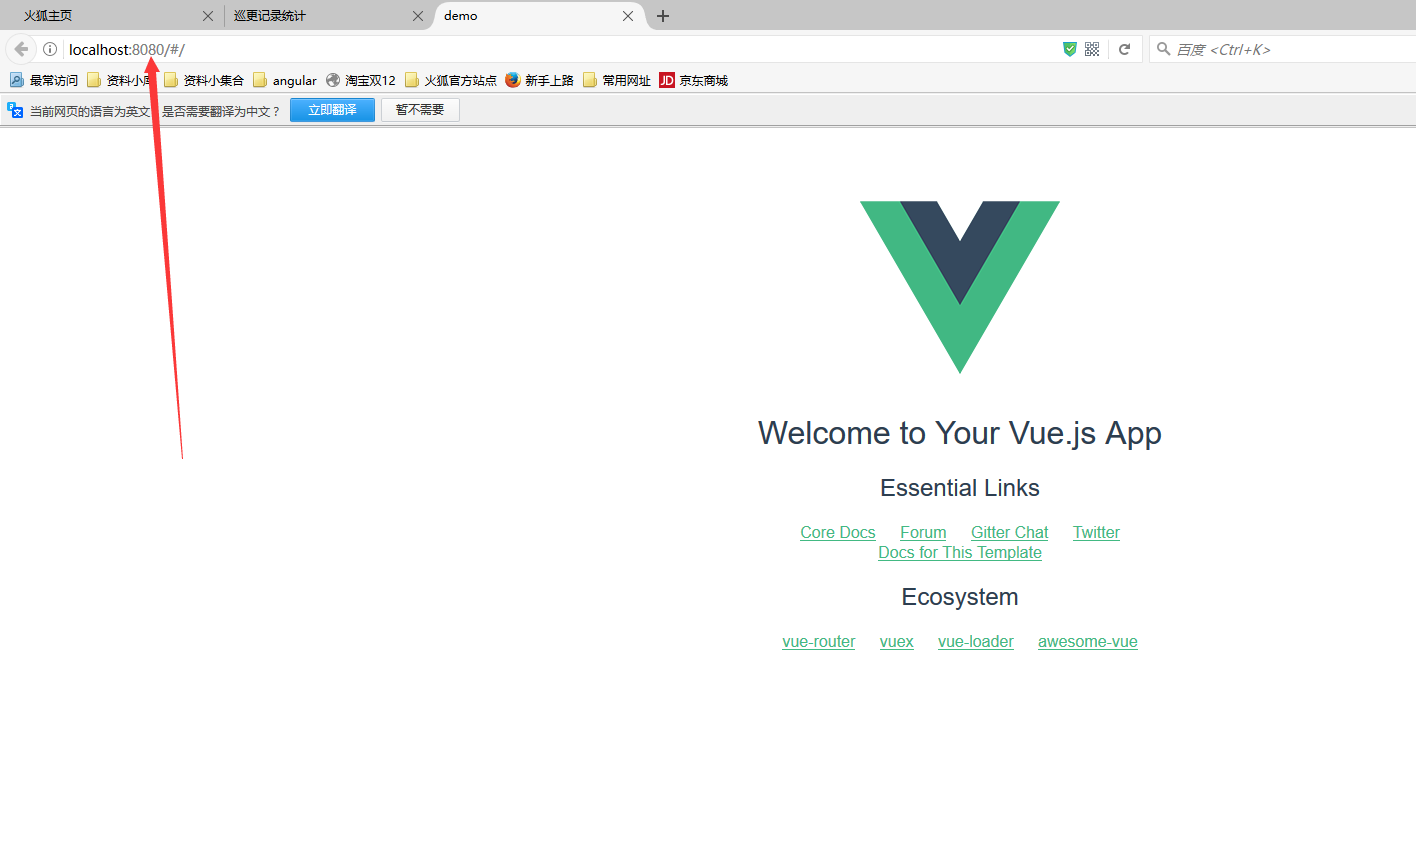 火狐主页 巡更记录统计 demo
localhost:8080/#/ 百度 <Ctrl+K>
最常访问 资料小库 资料小集合 angular 淘宝双12 火狐官方站点 新手上路 常用网址 JD 京东商城
当前网页的语言为英文 是否需要翻译为中文? 立即翻译 暂不需要
Welcome to Your Vue.js App
Essential Links
Core Docs Forum Gitter Chat Twitter
Docs for This Template
Ecosystem
vue-router vuex vue-loader awesome-vue